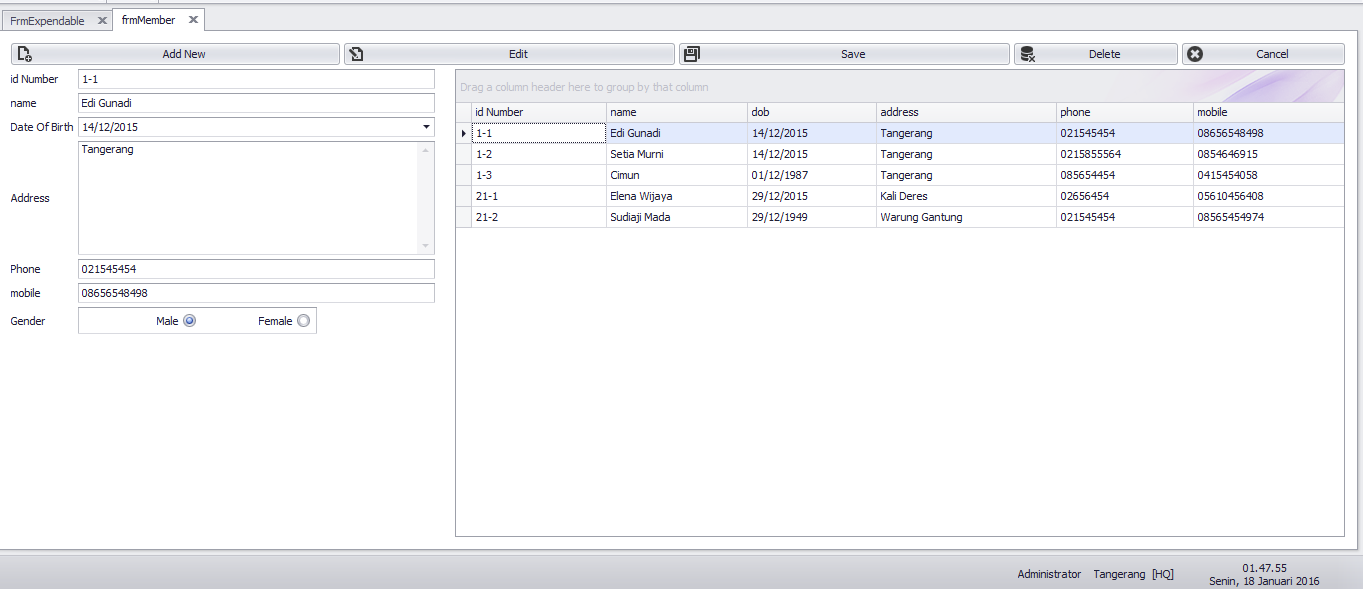 FrmExpendable frmMember
Add New Edit Save Delete Cancel
id Number 1-1
name Edi Gunadi
Date Of Birth 14/12/2015
Address Tangerang
Phone 021545454
mobile 08656548498
Gender Male Female
Drag a column header here to group by that column
id Number name dob address phone mobile
1-1 Edi Gunadi 14/12/2015 Tangerang 021545454 08656548498
1-2 Setia Murni 14/12/2015 Tangerang 0215855564 0854646915
1-3 Cimun 01/12/1987 Tangerang 085654454 0415454058
21-1 Elena Wijaya 29/12/2015 Kali Deres 02656454 05610456408
21-2 Sudiaji Mada 29/12/1949 Warung Gantung 021545454 08565454974
Administrator Tangerang [HQ]
01.47.55
Senin, 18 Januari 2016